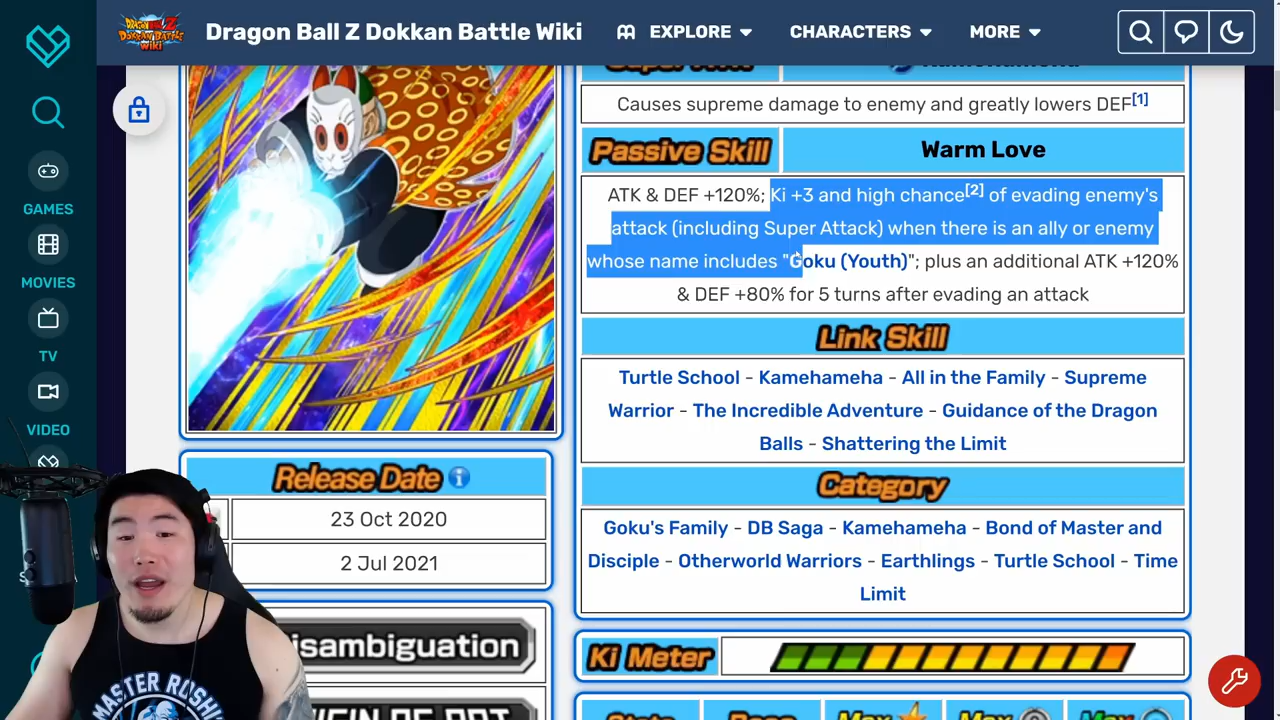 Dragon Ball Z Dokkan Battle Wiki
EXPLORE
CHARACTERS
MORE
GAMES
MOVIES
TV
VIDEO
DRAGONBALL Z
DOKKAN BATTLE
WIKI
Causes supreme damage to enemy and greatly lowers DEF[1]
Passive Skill
Warm Love
ATK & DEF +120%; Ki +3 and high chance[2] of evading enemy's
attack (including Super Attack) when there is an ally or enemy
whose name includes "Goku (Youth)"; plus an additional ATK +120%
& DEF +80% for 5 turns after evading an attack
Link Skill
Turtle School - Kamehameha - All in the Family - Supreme
Warrior - The Incredible Adventure - Guidance of the Dragon
Balls - Shattering the Limit
Category
Goku's Family - DB Saga - Kamehameha - Bond of Master and
Disciple - Otherworld Warriors - Earthlings - Turtle School - Time
Limit
Ki Meter
Release Date
23 Oct 2020
2 Jul 2021
isambiguation
MASTER ROSHI